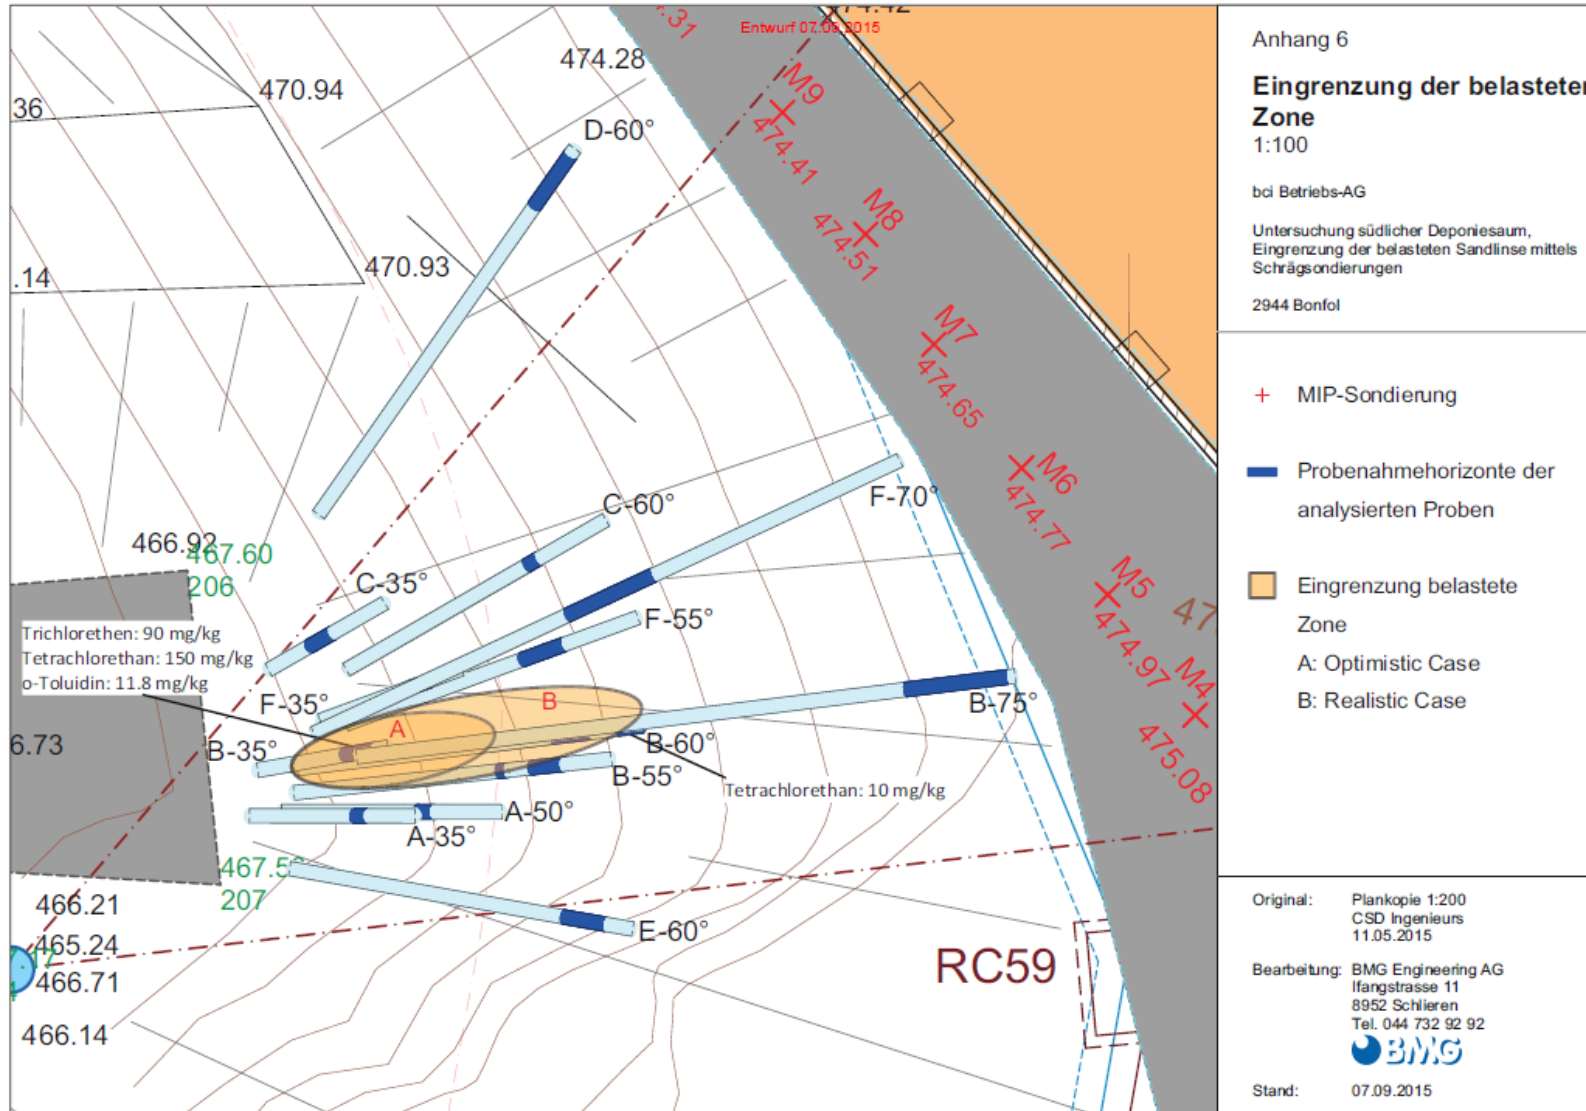 474.42
Entwurf 07.09.2015
474.28
470.94
36
D-60°
M9
474.41
M8
474.51
470.93
.14
M7
474.65
C-60°
F-70°
M6
474.77
466.92
467.60
206
C-35°
M5
474.97
F-55°
Trichlorethen: 90 mg/kg
Tetrachlorethan: 150 mg/kg
o-Toluidin: 11.8 mg/kg
F-35°
M4
475.08
B
A
B-75°
6.73
B-35°
B-60°
B-55°
Tetrachlorethan: 10 mg/kg
A-50°
A-35°
207
466.21
E-60°
465.24
466.71
RC59
466.14
Anhang 6
Eingrenzung der belasteten
Zone
1:100
bci Betriebs-AG
Untersuchung südlicher Deponiesaum,
Eingrenzung der belasteten Sandlinse mittels
Schrägsondierungen
2944 Bonfol
MIP-Sondierung
Probenahmehorizonte der
analysierten Proben
Eingrenzung belastete
Zone
A: Optimistic Case
B: Realistic Case
Original: Plankopie 1:200
CSD Ingenieurs
11.05.2015
Bearbeitung: BMG Engineering AG
Ifangstrasse 11
8952 Schlieren
Tel. 044 732 92 92
BMG
Stand: 07.09.2015